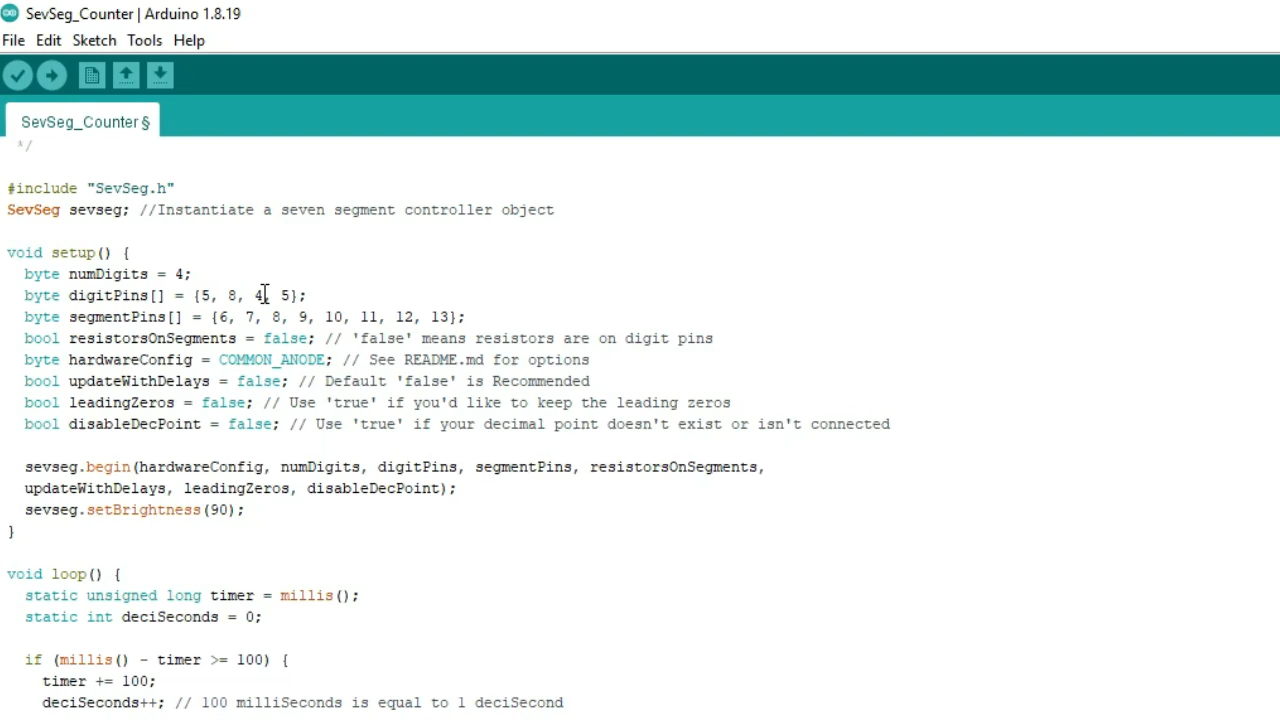 SevSeg_Counter | Arduino 1.8.19
File Edit Sketch Tools Help
SevSeg_Counter §
*/
#include "SevSeg.h"
SevSeg sevseg; //Instantiate a seven segment controller object
void setup() {
byte numDigits = 4;
byte digitPins[] = {5, 8, 4, 5};
byte segmentPins[] = {6, 7, 8, 9, 10, 11, 12, 13};
bool resistorsOnSegments = false; // 'false' means resistors are on digit pins
byte hardwareConfig = COMMON_ANODE; // See README.md for options
bool updateWithDelays = false; // Default 'false' is Recommended
bool leadingZeros = false; // Use 'true' if you'd like to keep the leading zeros
bool disableDecPoint = false; // Use 'true' if your decimal point doesn't exist or isn't connected
sevseg.begin(hardwareConfig, numDigits, digitPins, segmentPins, resistorsOnSegments,
updateWithDelays, leadingZeros, disableDecPoint);
sevseg.setBrightness(90);
}
void loop() {
static unsigned long timer = millis();
static int deciSeconds = 0;
if (millis() - timer >= 100) {
timer += 100;
deciSeconds++; // 100 milliSeconds is equal to 1 deciSecond